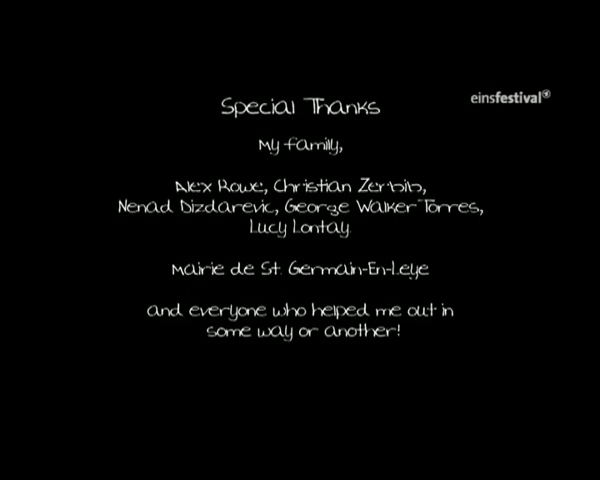 Special Thanks
einsfestival
My family,
Alex Rowe, Christian Zerbib,
Nenad Dizdarevic, George Walker Torres,
Lucy Lontay
Mairie de St. Germain-En-Leye
and everyone who helped me out in
some way or another!